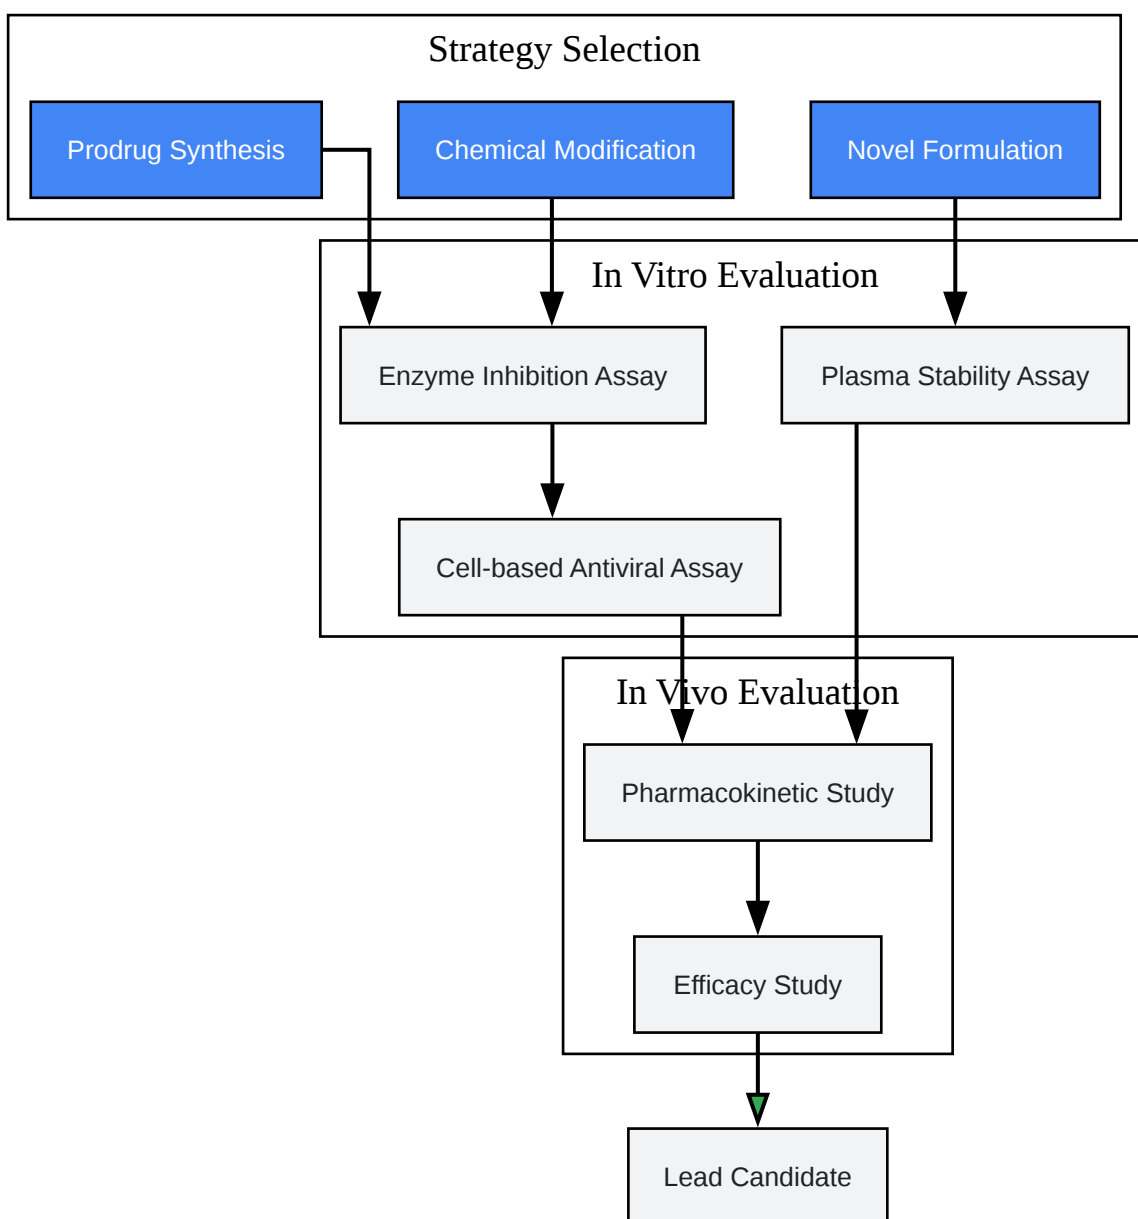 Strategy Selection
Prodrug Synthesis
Chemical Modification
Novel Formulation
In Vitro Evaluation
Enzyme Inhibition Assay
Plasma Stability Assay
Cell-based Antiviral Assay
In Vivo Evaluation
Pharmacokinetic Study
Efficacy Study
Lead Candidate